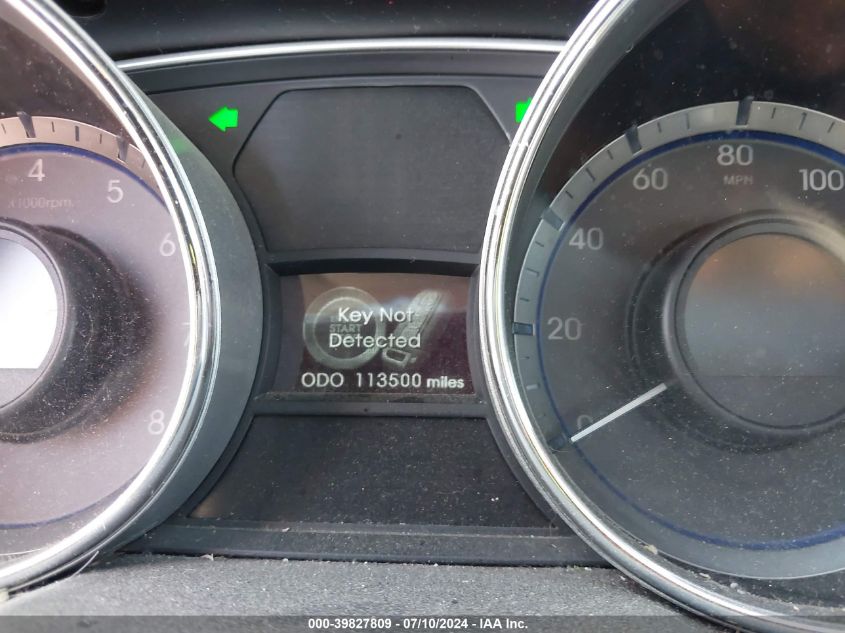 4
x1000rpm
5
6
7
8
Key Not
Detected
START
ODO 113500 miles
0
20
40
60
80
100
MPH
000-39827809 - 07/10/2024 - IAA Inc.